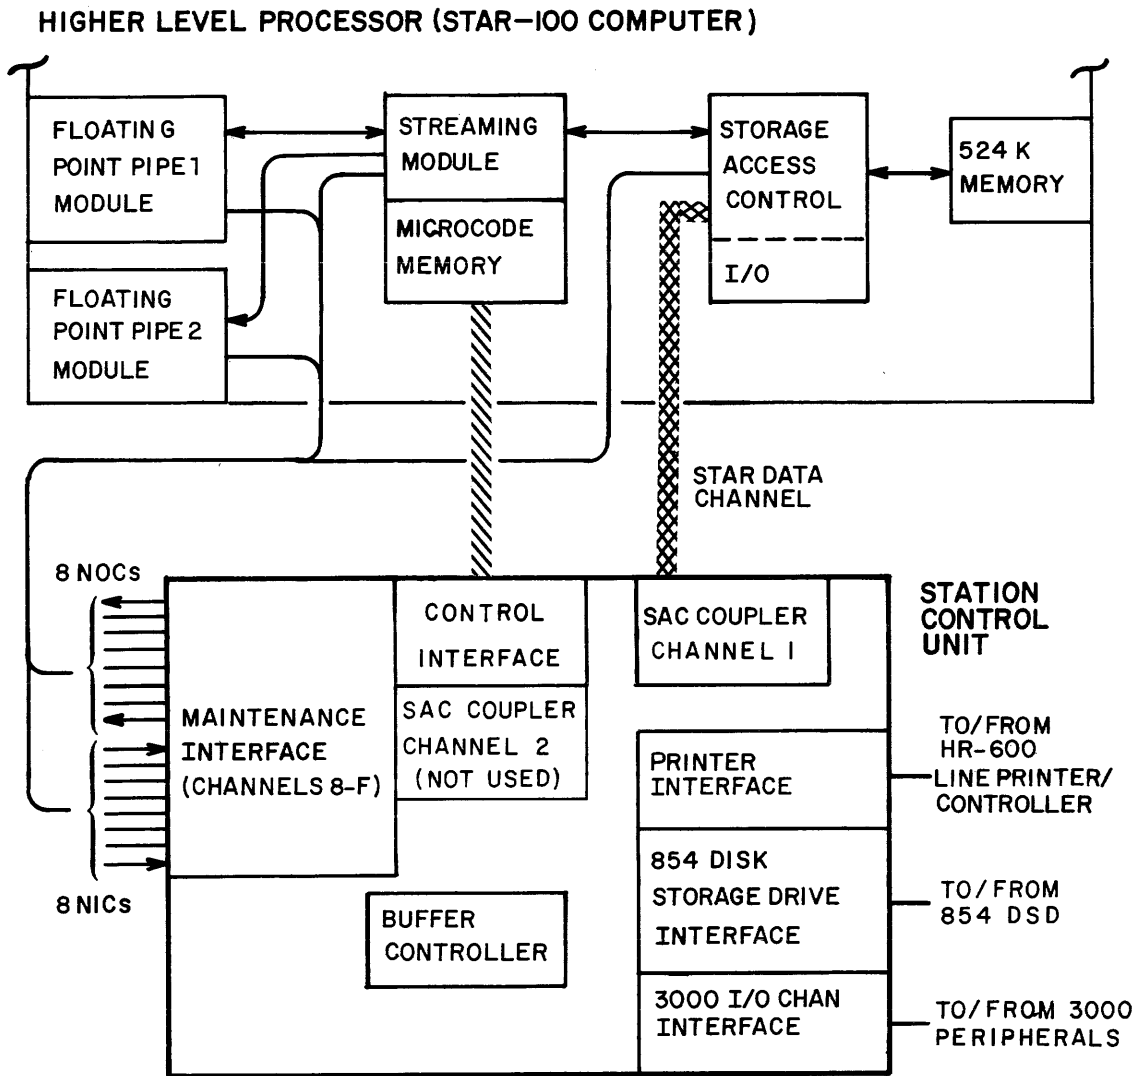 HIGHER LEVEL PROCESSOR (STAR-100 COMPUTER)
FLOATING
POINT PIPE 1
MODULE
STREAMING
MODULE
MICROCODE
MEMORY
STORAGE
ACCESS
CONTROL
I/O
524 K
MEMORY
FLOATING
POINT PIPE 2
MODULE
STAR DATA
CHANNEL
8 NOCs
8 NICs
MAINTENANCE
INTERFACE
(CHANNELS 8-F)
CONTROL
INTERFACE
SAC COUPLER
CHANNEL 2
(NOT USED)
SAC COUPLER
CHANNEL 1
STATION
CONTROL
UNIT
PRINTER
INTERFACE
TO/FROM
HR-600
LINE PRINTER/
CONTROLLER
854 DISK
STORAGE DRIVE
INTERFACE
TO/FROM
854 DSD
BUFFER
CONTROLLER
3000 I/O CHAN
INTERFACE
TO/FROM 3000
PERIPHERALS